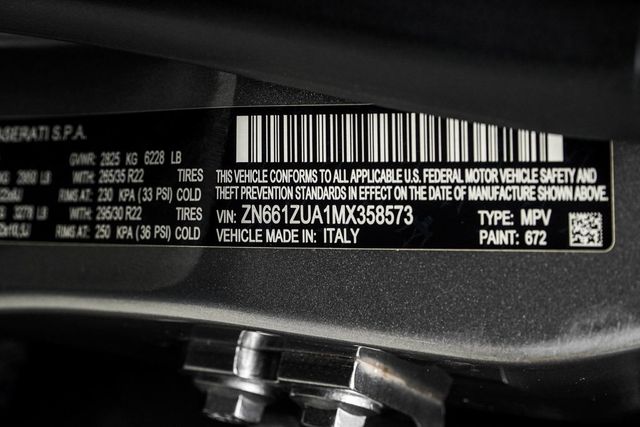 ASERATI S.P.A.
GVWR: 2825 KG 6228 LB
LB WITH 265/35 R22 TIRES
RIMS AT: 230 KPA (33 PSI) COLD
LB WITH 295/30 R22 TIRES
RIMS AT: 250 KPA (36 PSI) COLD
THIS VEHICLE CONFORMS TO ALL APPLICABLE U.S. FEDERAL MOTOR VEHICLE SAFETY AND
THEFT PREVENTION STANDARDS IN EFFECT ON THE DATE OF MANUFACTURE SHOWN ABOVE.
VIN: ZN661ZUA1MX358573 TYPE: MPV
VEHICLE MADE IN: ITALY PAINT: 672